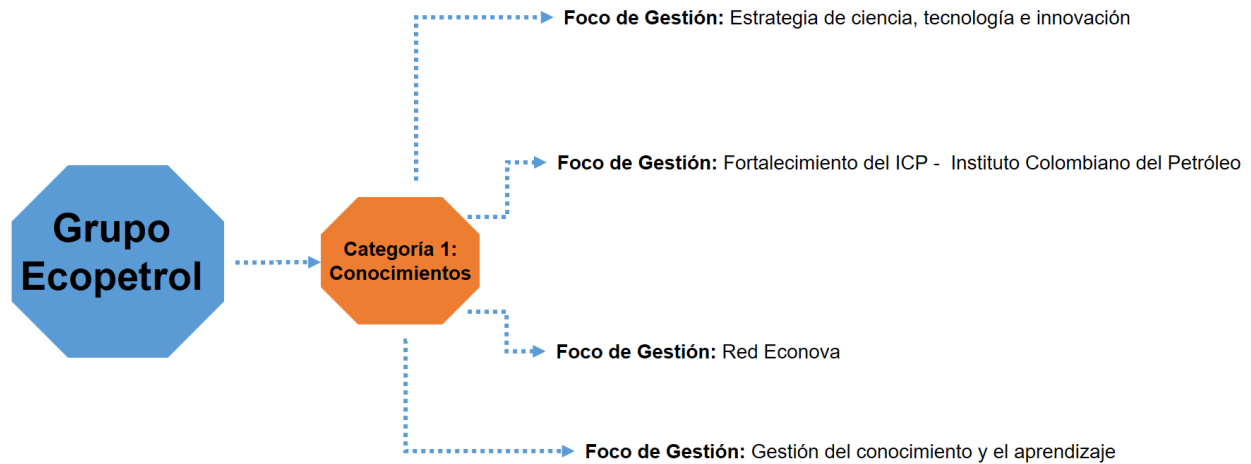 Foco de Gestión: Estrategia de ciencia, tecnología e innovación
Foco de Gestión: Fortalecimiento del ICP - Instituto Colombiano del Petróleo
Grupo
Ecopetrol
Categoría 1:
Conocimientos
Foco de Gestión: Red Econova
Foco de Gestión: Gestión del conocimiento y el aprendizaje